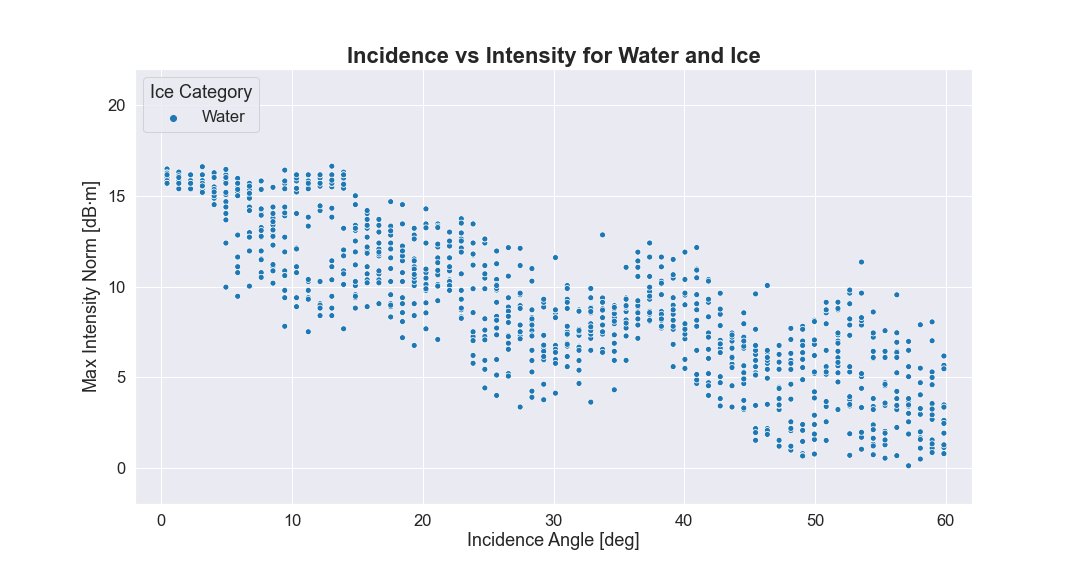 Incidence vs Intensity for Water and Ice
Ice Category
Water
Max Intensity Norm [dB·m]
20
15
10
5
0
0 10 20 30 40 50 60
Incidence Angle [deg]